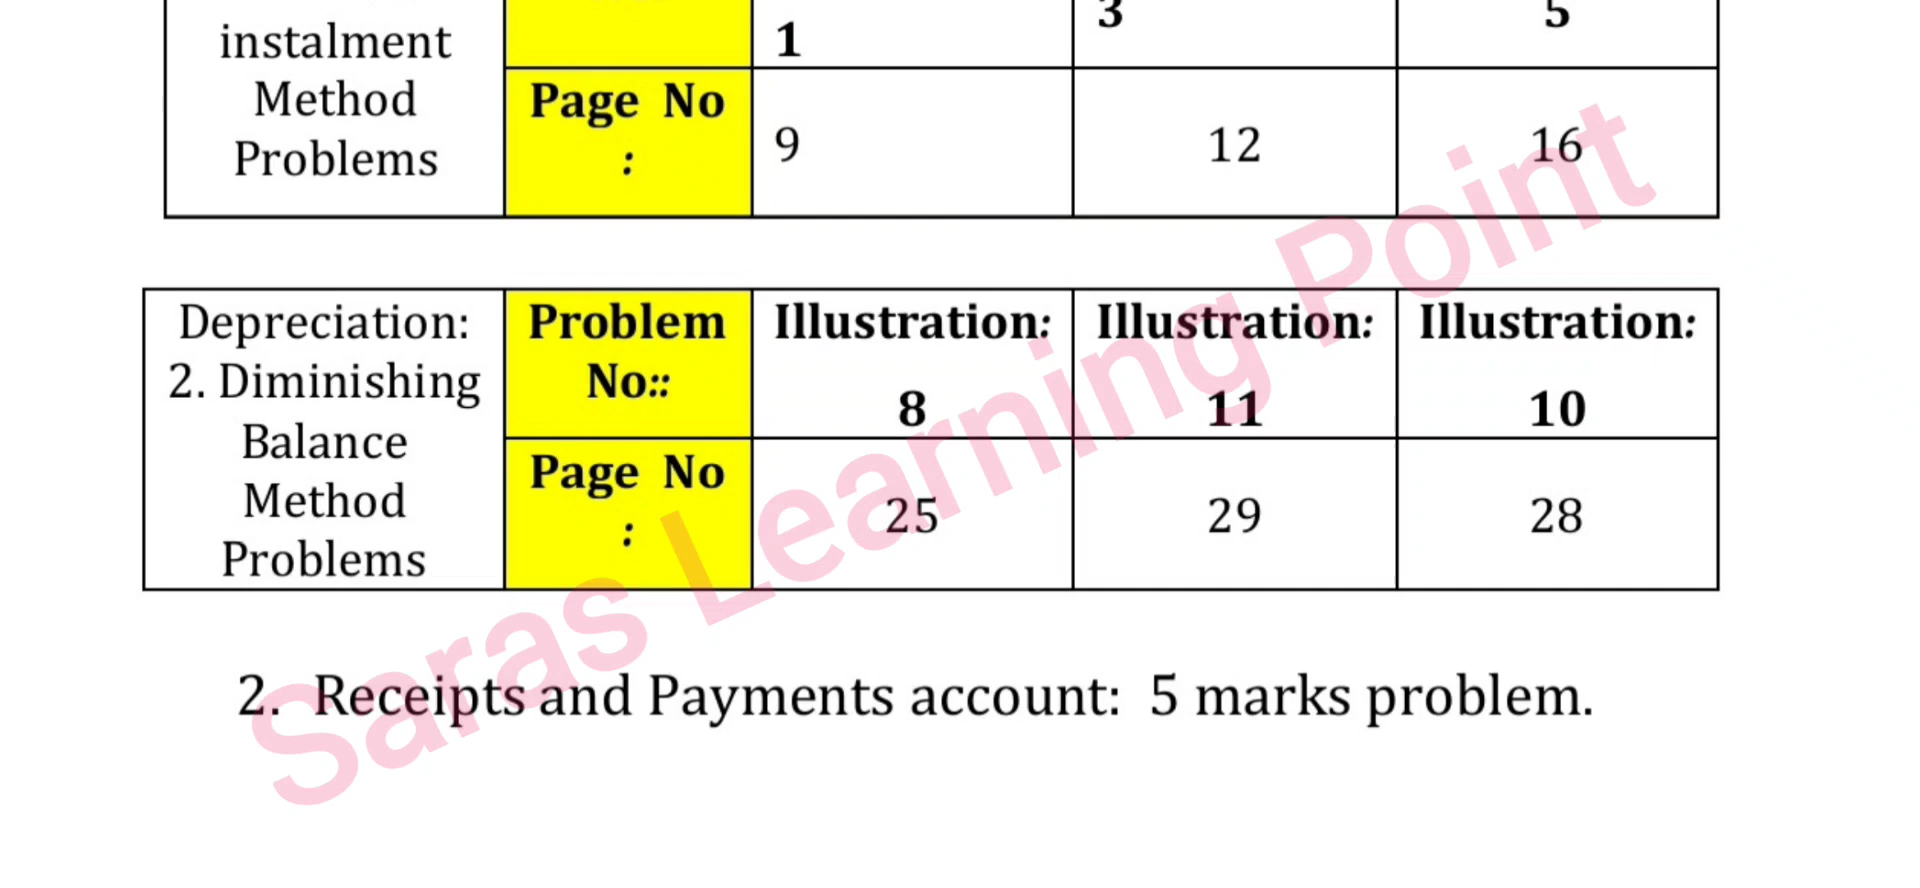 instalment
Method
Problems
1
3
5
Page No
:
9
12
16
Depreciation:
2. Diminishing
Balance
Method
Problems
Problem
No::
Illustration:
8
Illustration:
11
Illustration:
10
Page No
:
25
29
28
2. Receipts and Payments account: 5 marks problem.
Saras Learning Point